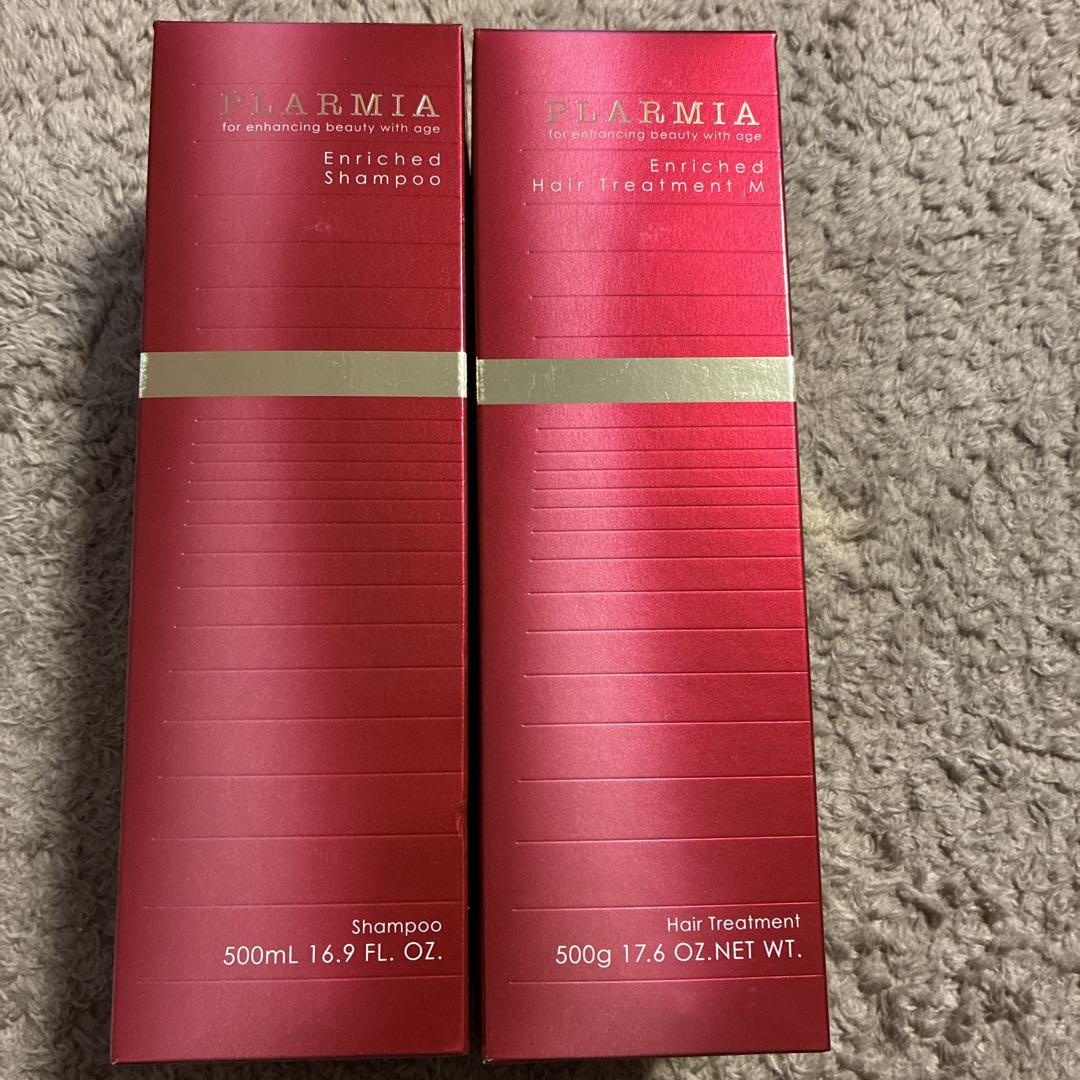 PLARMIA
for enhancing beauty with age
Enriched
Shampoo
Shampoo
500mL 16.9 FL. OZ.
PLARMIA
for enhancing beauty with age
Enriched
Hair Treatment M
Hair Treatment
500g 17.6 OZ.NET WT.